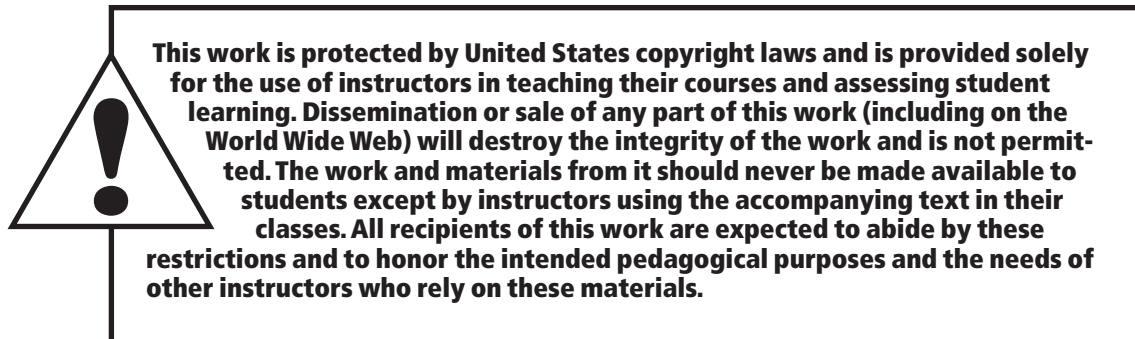 This work is protected by United States copyright laws and is provided solely
for the use of instructors in teaching their courses and assessing student
learning. Dissemination or sale of any part of this work (including on the
World Wide Web) will destroy the integrity of the work and is not permit-
ted. The work and materials from it should never be made available to
students except by instructors using the accompanying text in their
classes. All recipients of this work are expected to abide by these
restrictions and to honor the intended pedagogical purposes and the needs of
other instructors who rely on these materials.